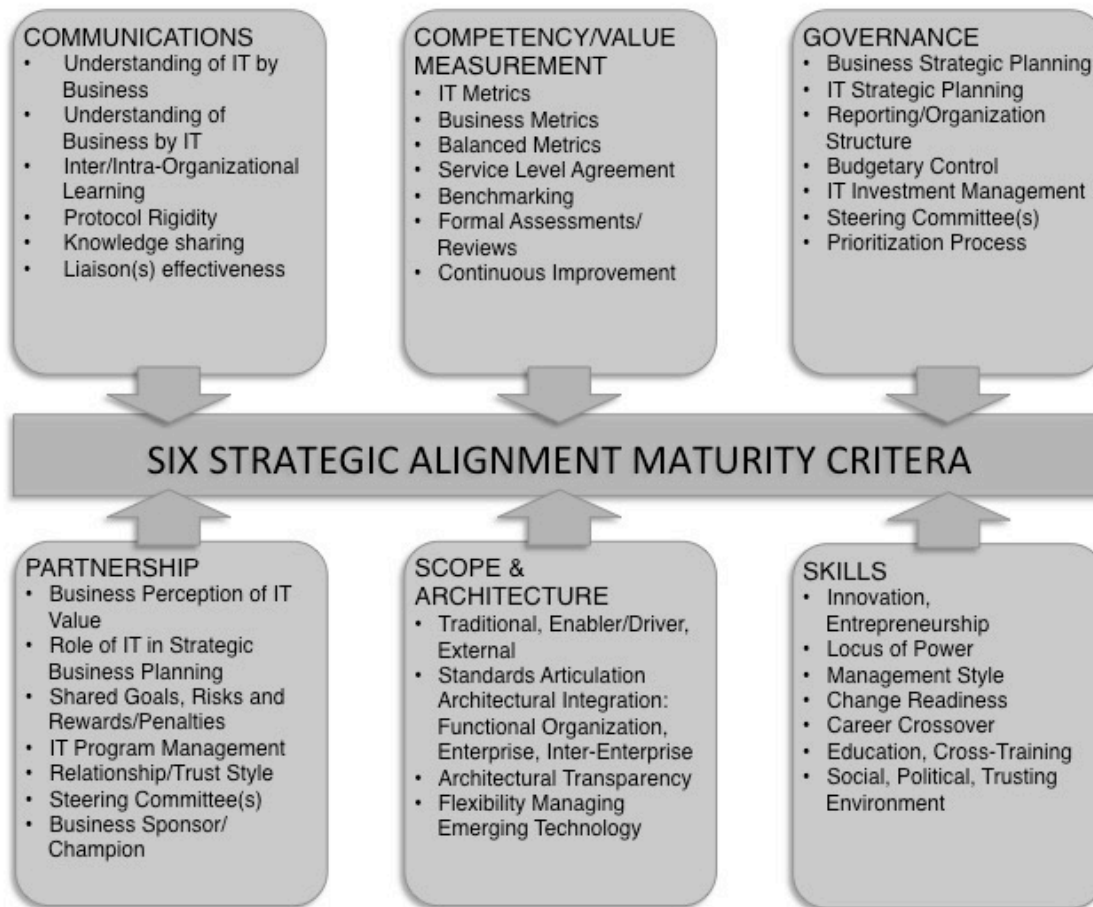 COMMUNICATIONS
• Understanding of IT by
Business
• Understanding of
Business by IT
• Inter/Intra-Organizational
Learning
• Protocol Rigidity
• Knowledge sharing
• Liaison(s) effectiveness
COMPETENCY/VALUE
MEASUREMENT
• IT Metrics
• Business Metrics
• Balanced Metrics
• Service Level Agreement
• Benchmarking
• Formal Assessments/
Reviews
• Continuous Improvement
GOVERNANCE
• Business Strategic Planning
• IT Strategic Planning
• Reporting/Organization
Structure
• Budgetary Control
• IT Investment Management
• Steering Committee(s)
• Prioritization Process
SIX STRATEGIC ALIGNMENT MATURITY CRITERA
PARTNERSHIP
• Business Perception of IT
Value
• Role of IT in Strategic
Business Planning
• Shared Goals, Risks and
Rewards/Penalties
• IT Program Management
• Relationship/Trust Style
• Steering Committee(s)
• Business Sponsor/
Champion
SCOPE &
ARCHITECTURE
• Traditional, Enabler/Driver,
External
• Standards Articulation
Architectural Integration:
Functional Organization,
Enterprise, Inter-Enterprise
• Architectural Transparency
• Flexibility Managing
Emerging Technology
SKILLS
• Innovation,
Entrepreneurship
• Locus of Power
• Management Style
• Change Readiness
• Career Crossover
• Education, Cross-Training
• Social, Political, Trusting
Environment